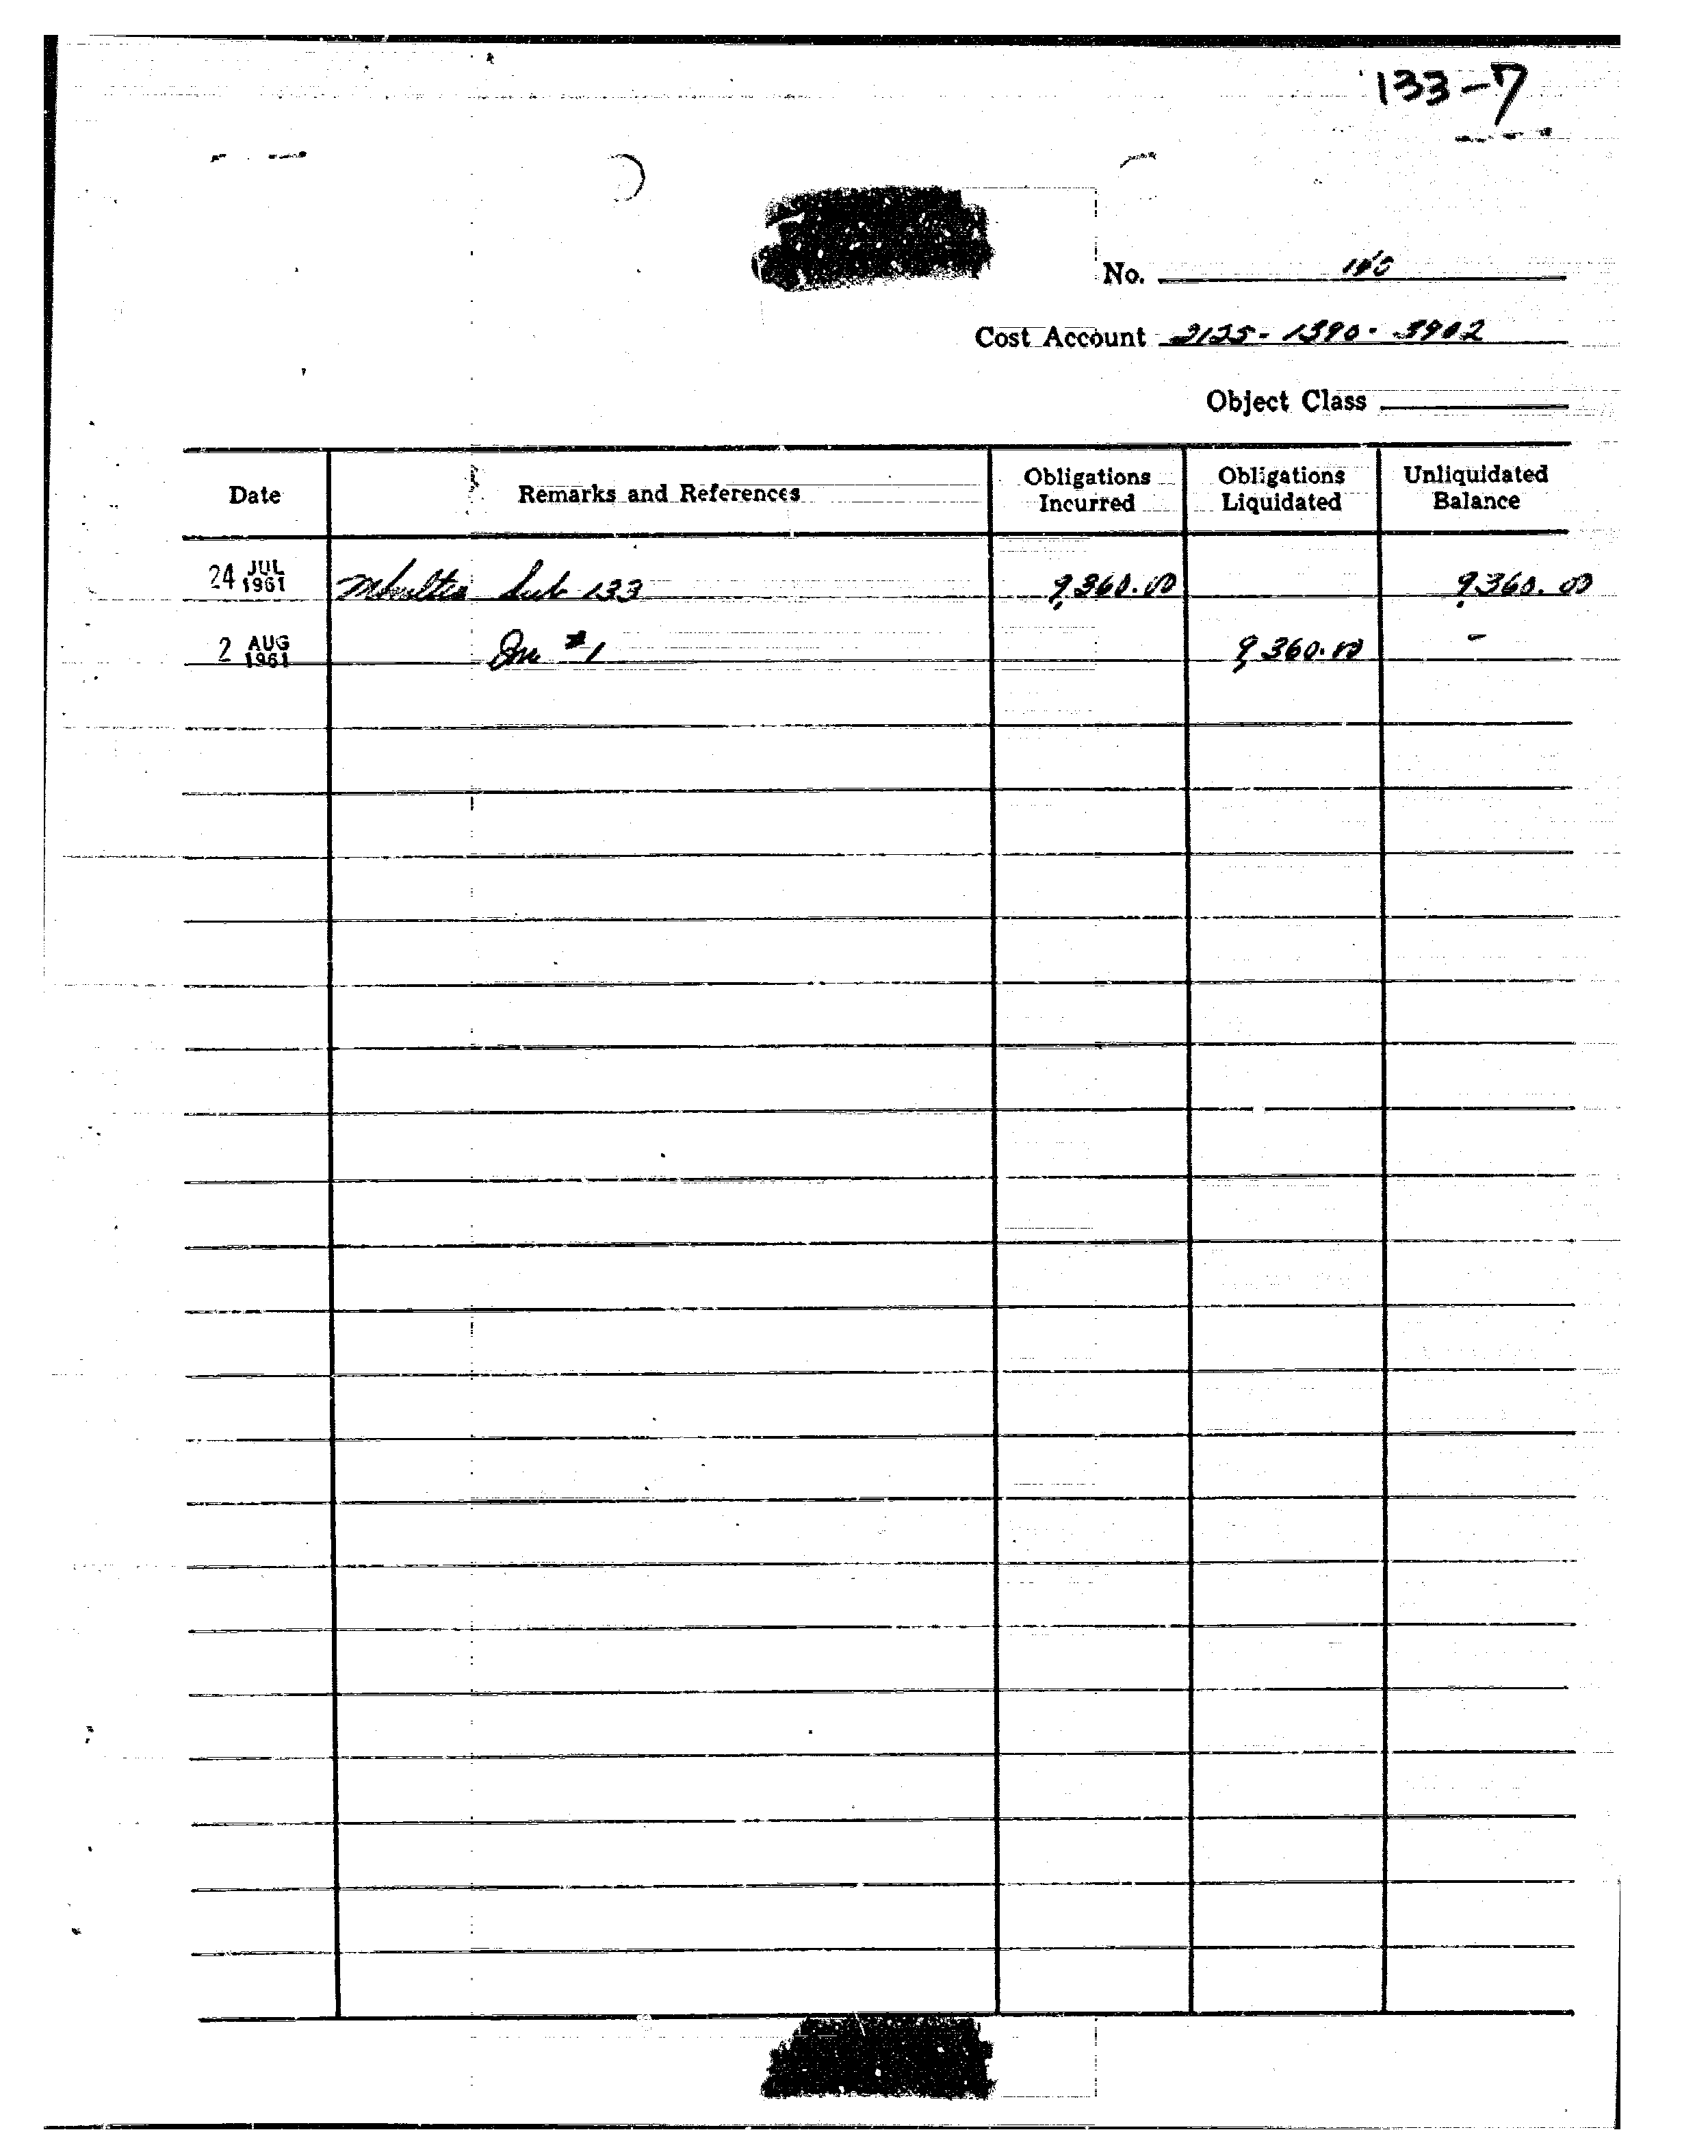 133-7
No. 140
Cost Account 2125-1390-3902
Object Class
Date Remarks and References Obligations Incurred Obligations Liquidated Unliquidated Balance
24 JUL 1961 Mkultra Sub 133 9,360.00 9,360.00
2 AUG 1961 Inv #1 9,360.00 -